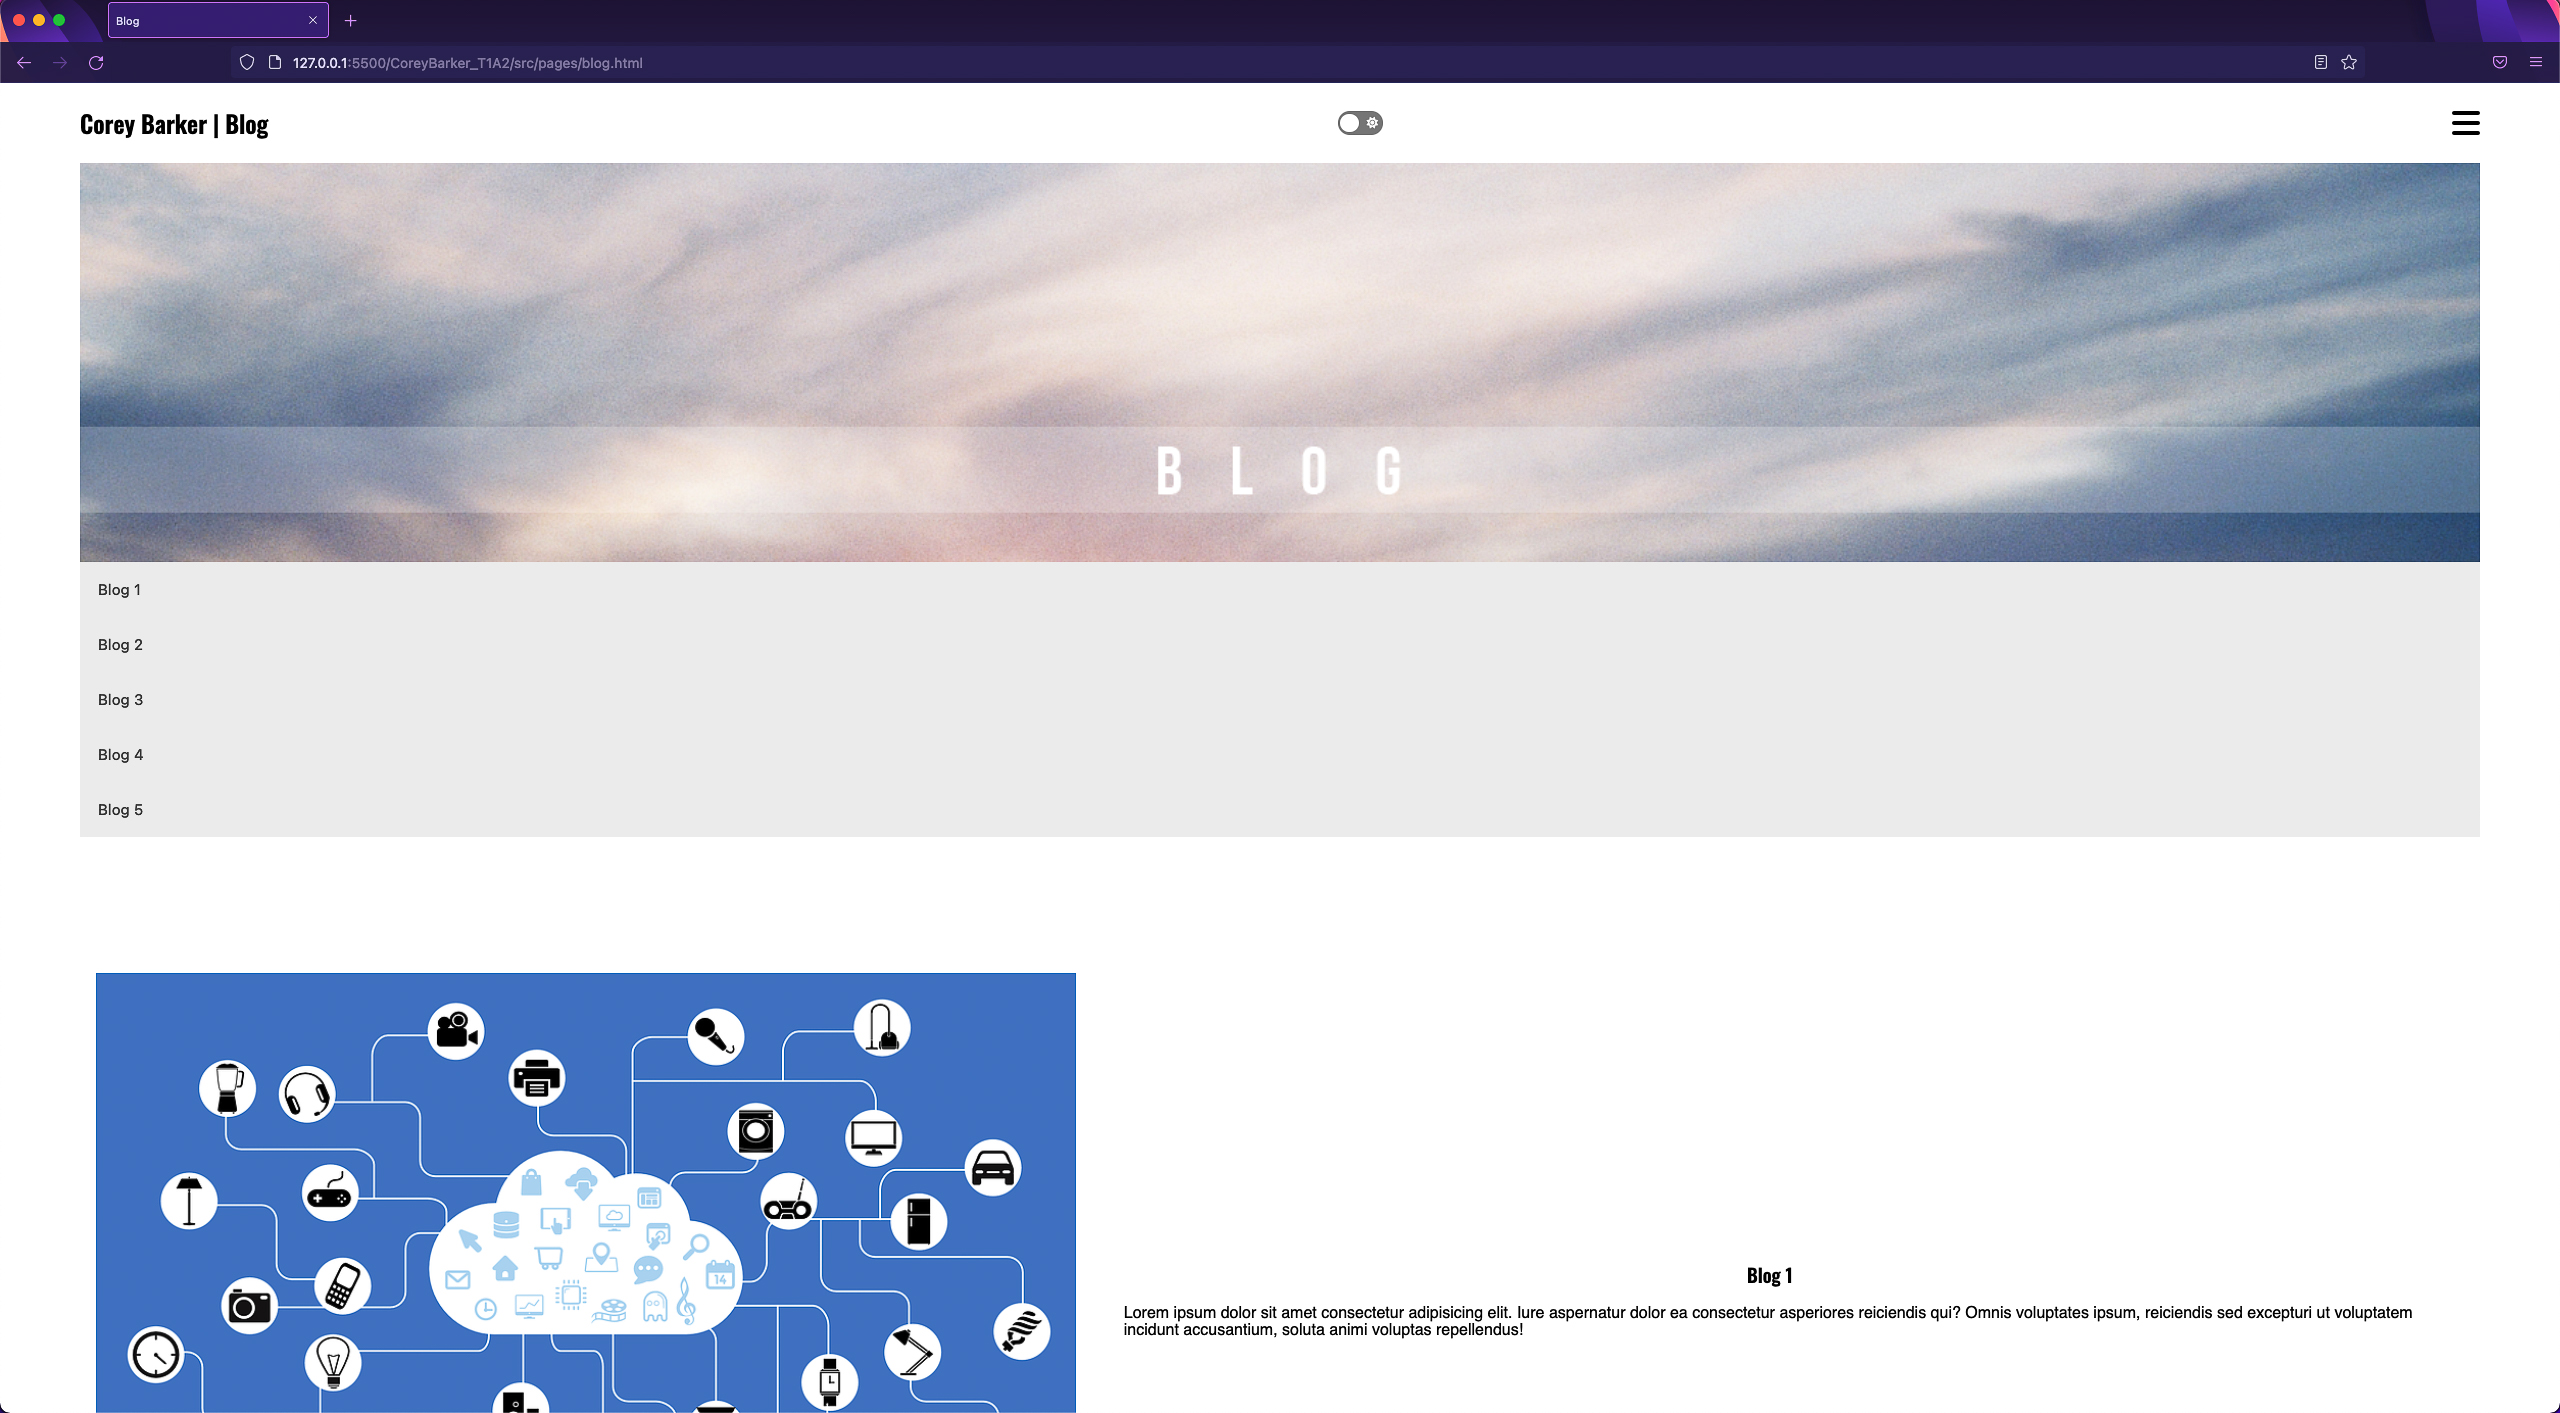 Blog
127.0.0.1:5500/CoreyBarker_T1A2/src/pages/blog.html
Corey Barker | Blog
BLOG
Blog 1
Blog 2
Blog 3
Blog 4
Blog 5
14
Blog 1
Lorem ipsum dolor sit amet consectetur adipisicing elit. Iure aspernatur dolor ea consectetur asperiores reiciendis qui? Omnis voluptates ipsum, reiciendis sed excepturi ut voluptatem
incidunt accusantium, soluta animi voluptas repellendus!